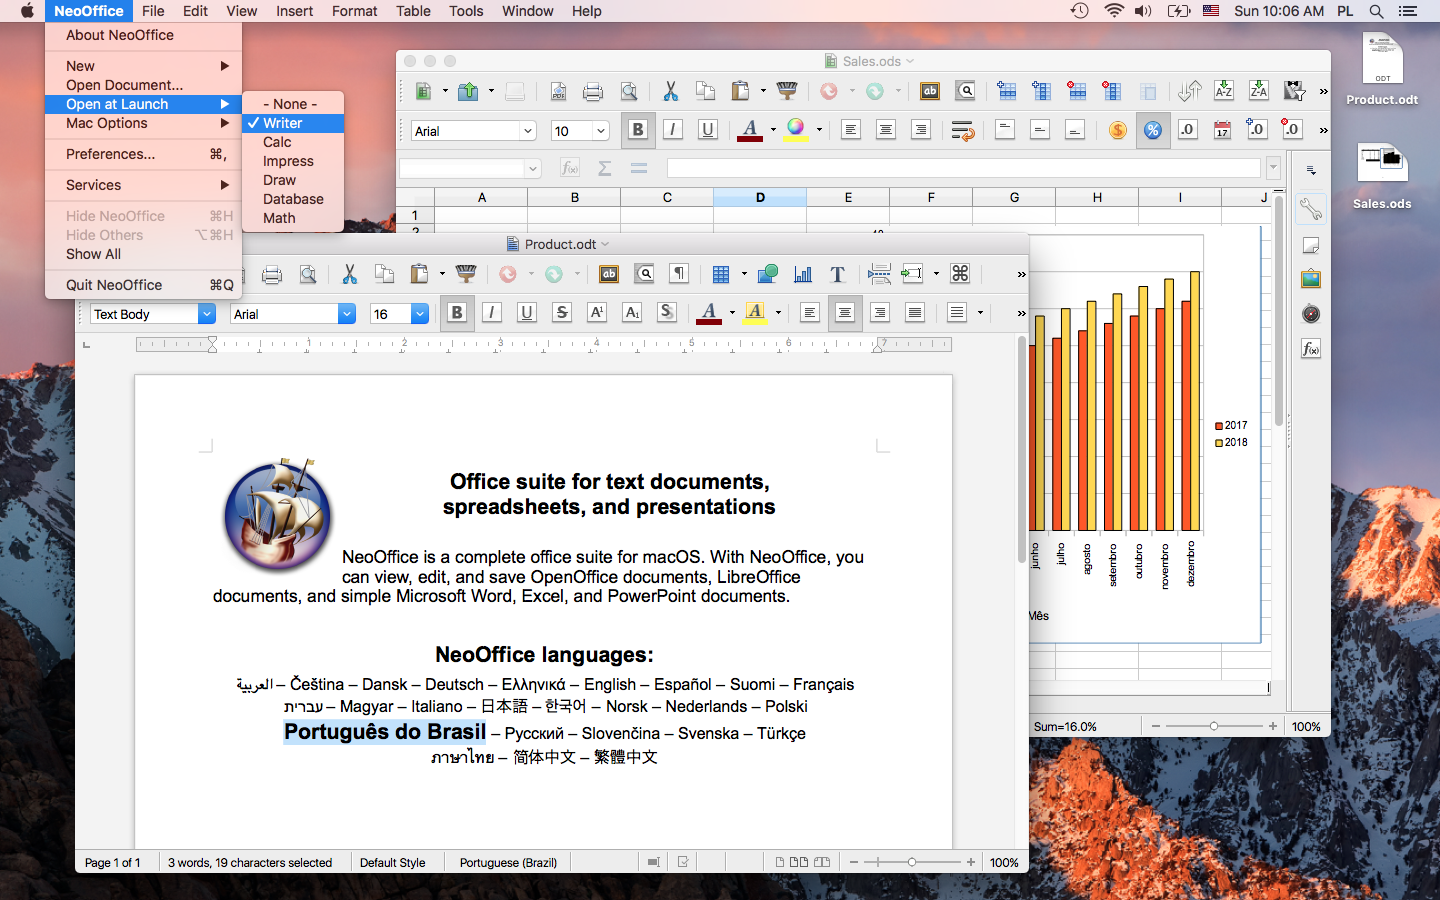 NeoOffice File Edit View Insert Format Table Tools Window Help Sun 10:06 AM PL
About NeoOffice
New
Open Document...
Open at Launch
Mac Options
Preferences... ⌘,
Services
Hide NeoOffice ⌘H
Hide Others ⌥⌘H
Show All
Quit NeoOffice ⌘Q
- None -
✓ Writer
Calc
Impress
Draw
Database
Math
Sales.ods
Arial 10 B I U A
A B C D E F G H I J
1
2017
2018
junho
julho
agosto
setembro
outubro
novembro
dezembro
Mês
Sum=16.0% 100%
ODT
Product.odt
Sales.ods
Product.odt
Text Body Arial 16 B I U S A¹ A₁ S A A
1 2 3 4 5 6 7
Office suite for text documents,
spreadsheets, and presentations
NeoOffice is a complete office suite for macOS. With NeoOffice, you
can view, edit, and save OpenOffice documents, LibreOffice
documents, and simple Microsoft Word, Excel, and PowerPoint documents.
NeoOffice languages:
العربية – Čeština – Dansk – Deutsch – Ελληνικά – English – Español – Suomi – Français
עברית – Magyar – Italiano – 日本語 – 한국어 – Norsk – Nederlands – Polski
Português do Brasil – Русский – Slovenčina – Svenska – Türkçe
ภาษาไทย – 简体中文 – 繁體中文
Page 1 of 1 3 words, 19 characters selected Default Style Portuguese (Brazil) 100%